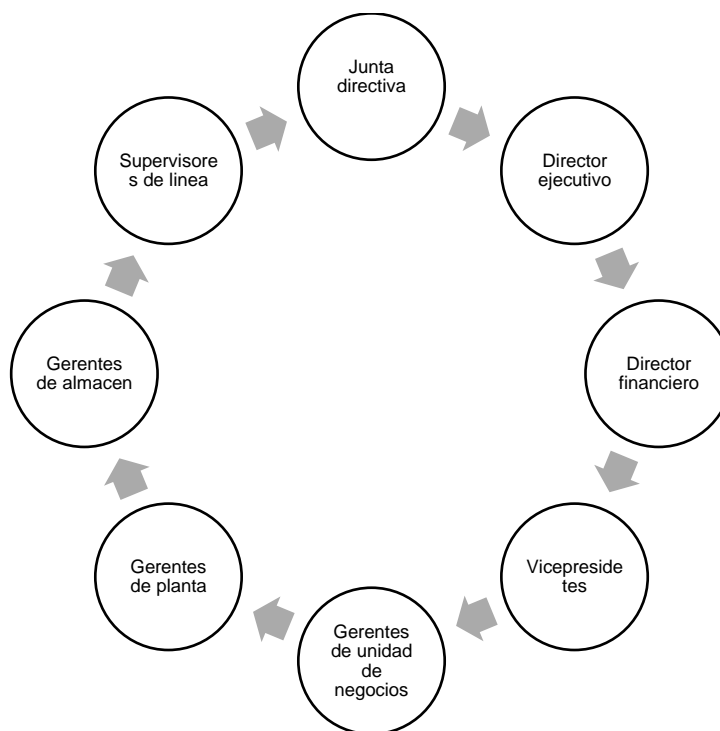 Junta
directiva
Director
ejecutivo
Director
financiero
Vicepreside
tes
Gerentes
de unidad
de
negocios
Gerentes
de planta
Gerentes
de almacen
Supervisore
s de linea